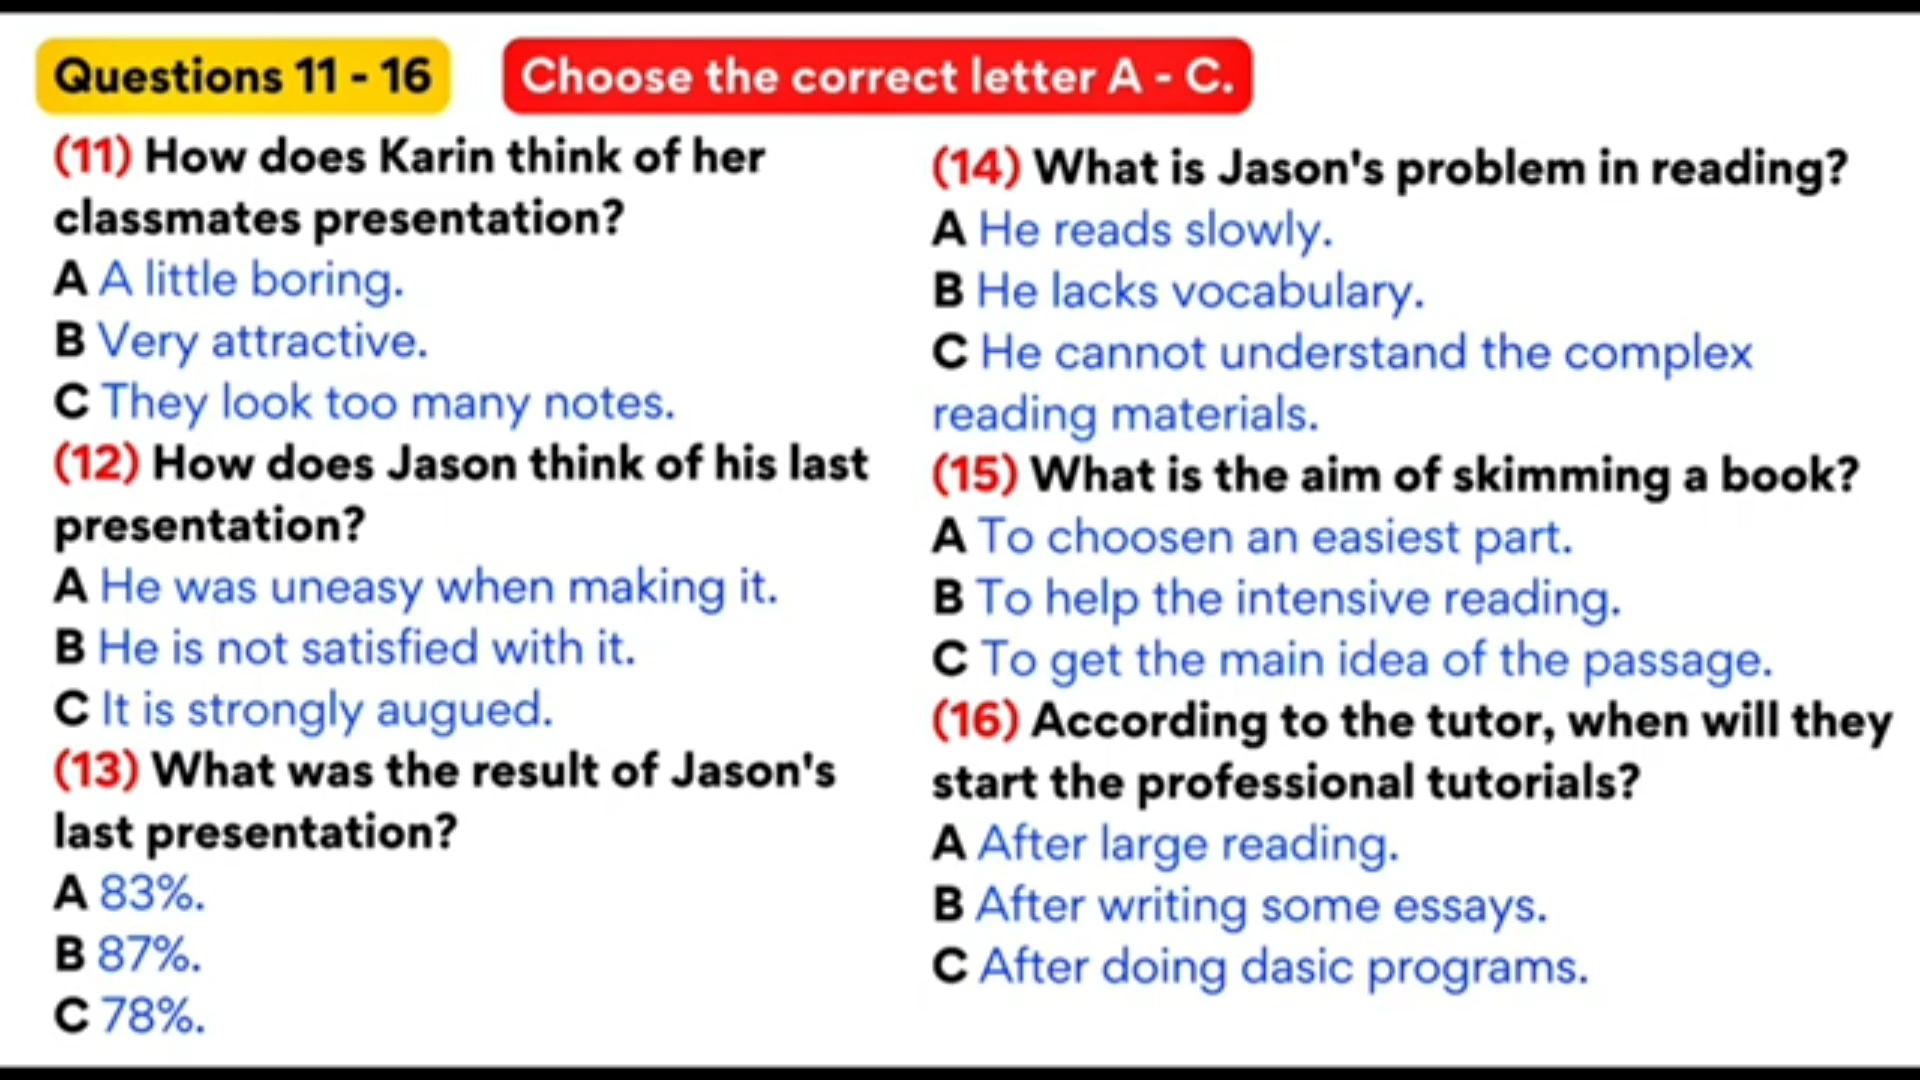 Questions 11 - 16
Choose the correct letter A - C.
(11) How does Karin think of her
classmates presentation?
A A little boring.
B Very attractive.
C They look too many notes.
(12) How does Jason think of his last
presentation?
A He was uneasy when making it.
B He is not satisfied with it.
C It is strongly augued.
(13) What was the result of Jason's
last presentation?
A 83%.
B 87%.
C 78%.
(14) What is Jason's problem in reading?
A He reads slowly.
B He lacks vocabulary.
C He cannot understand the complex
reading materials.
(15) What is the aim of skimming a book?
A To choosen an easiest part.
B To help the intensive reading.
C To get the main idea of the passage.
(16) According to the tutor, when will they
start the professional tutorials?
A After large reading.
B After writing some essays.
C After doing dasic programs.